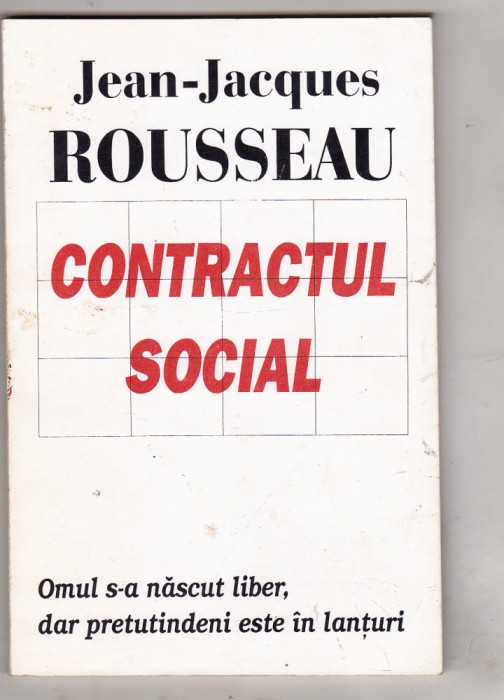 Jean-Jacques
ROUSSEAU
CONTRACTUL
SOCIAL
Omul s-a născut liber,
dar pretutindeni este în lanțuri